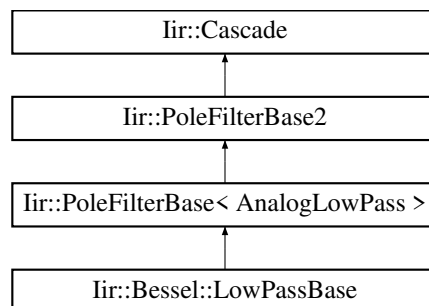 Iir::Cascade
Iir::PoleFilterBase2
Iir::PoleFilterBase< AnalogLowPass >
Iir::Bessel::LowPassBase